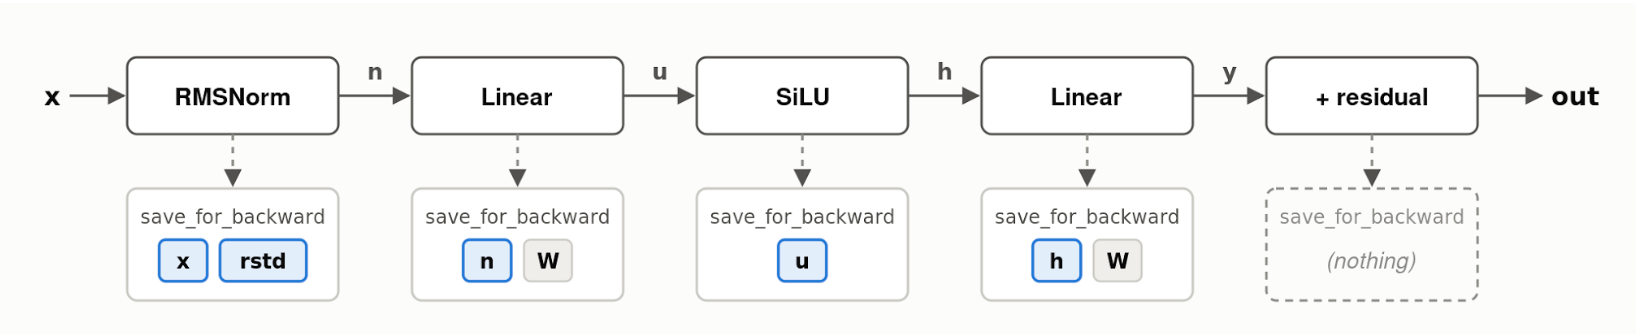 n
u
h
y
x
RMSNorm
Linear
SiLU
Linear
+ residual
out
save_for_backward
x
rstd
save_for_backward
n
W
save_for_backward
u
save_for_backward
h
W
save_for_backward
(nothing)